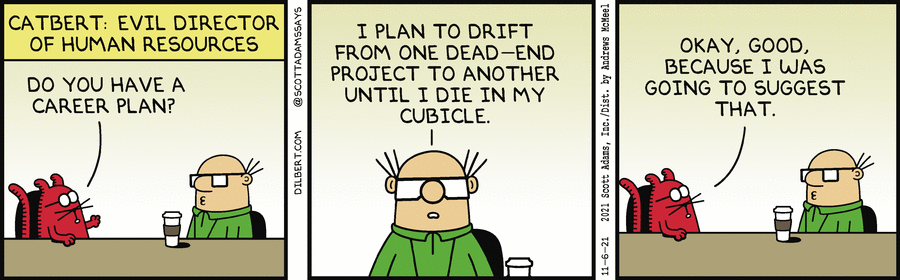 CATBERT: EVIL DIRECTOR
OF HUMAN RESOURCES
DO YOU HAVE A
CAREER PLAN?
DILBERT.COM @SCOTTADAMSSAYS
I PLAN TO DRIFT
FROM ONE DEAD-END
PROJECT TO ANOTHER
UNTIL I DIE IN MY
CUBICLE.
11-6-21 2021 Scott Adams, Inc./Dist. by Andrews McMeel
OKAY, GOOD,
BECAUSE I WAS
GOING TO SUGGEST
THAT.